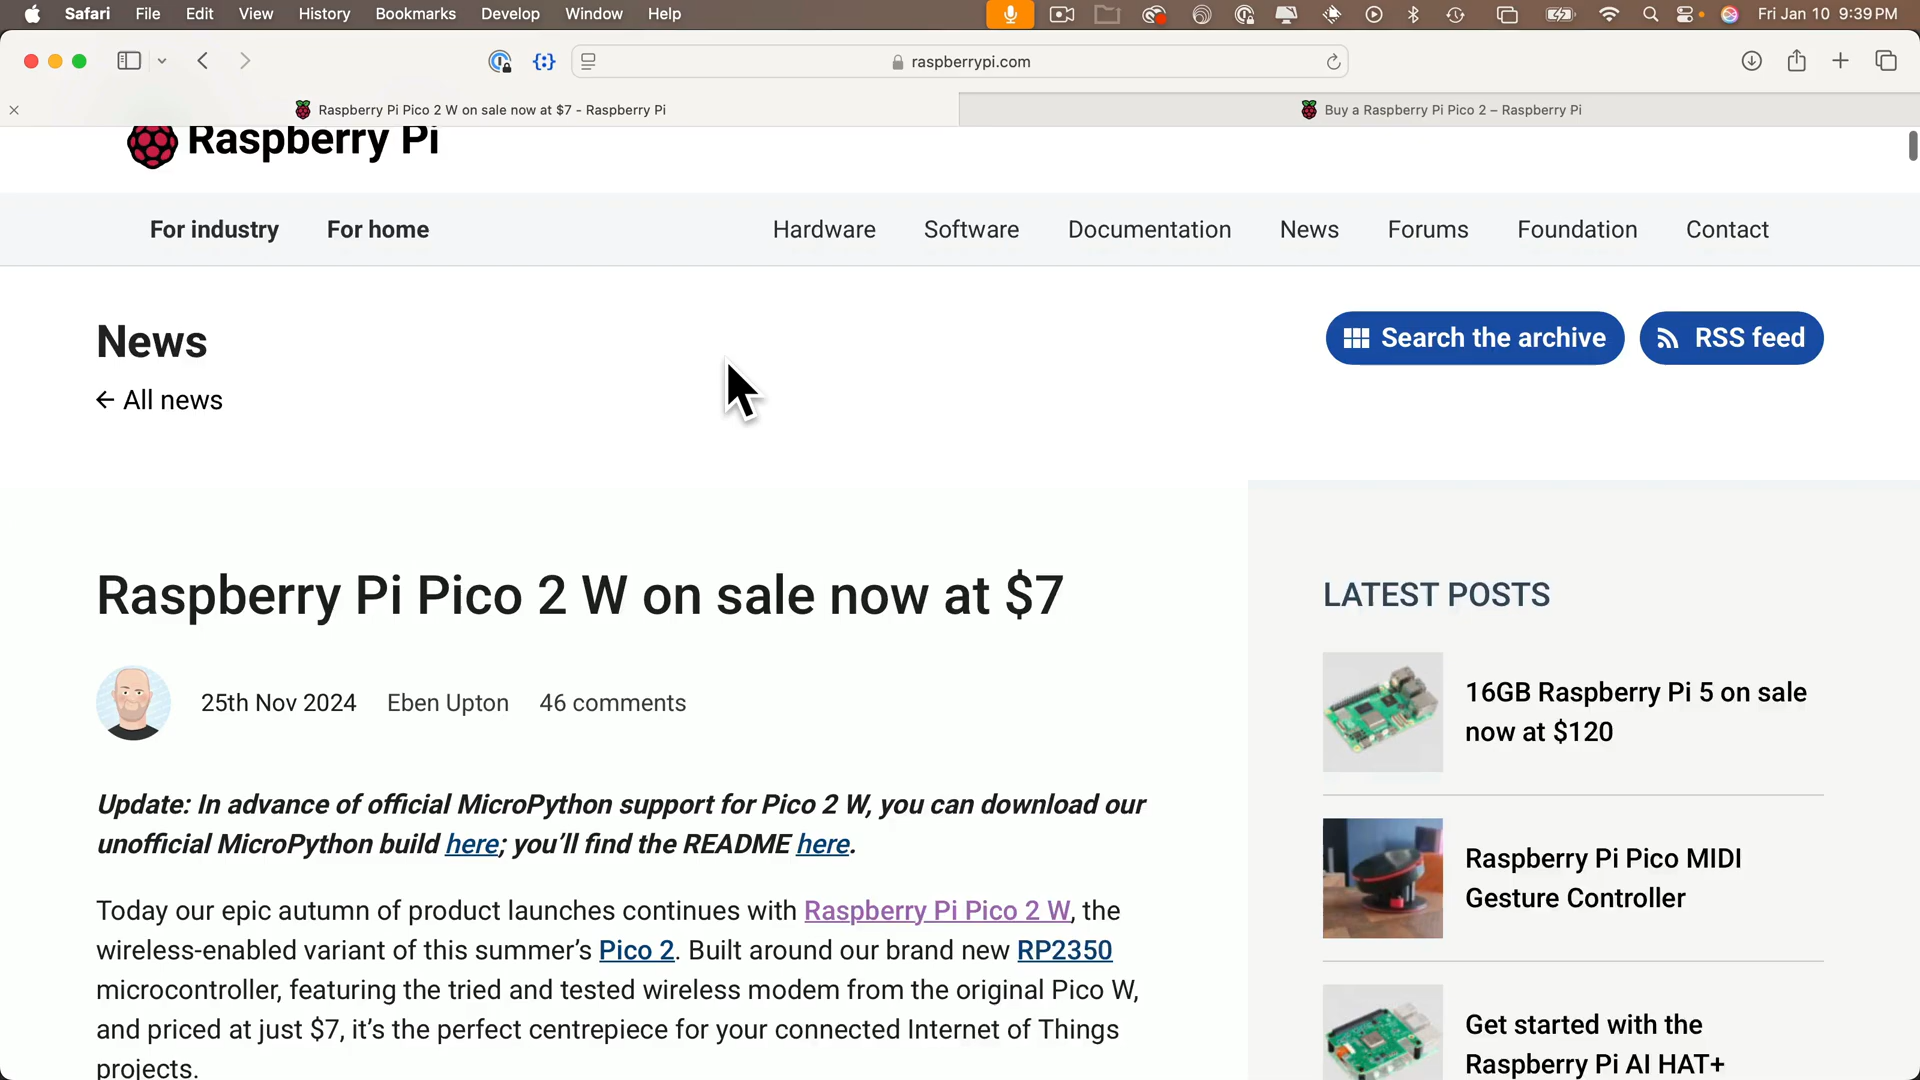 Safari File Edit View History Bookmarks Develop Window Help Fri Jan 10 9:39 PM
raspberrypi.com
Raspberry Pi Pico 2 W on sale now at $7 - Raspberry Pi
Buy a Raspberry Pi Pico 2 – Raspberry Pi
Raspberry Pi
For industry For home Hardware Software Documentation News Forums Foundation Contact
News
Search the archive RSS feed
← All news
Raspberry Pi Pico 2 W on sale now at $7
25th Nov 2024 Eben Upton 46 comments
Update: In advance of official MicroPython support for Pico 2 W, you can download our
unofficial MicroPython build here; you’ll find the README here.
Today our epic autumn of product launches continues with Raspberry Pi Pico 2 W, the
wireless-enabled variant of this summer’s Pico 2. Built around our brand new RP2350
microcontroller, featuring the tried and tested wireless modem from the original Pico W,
and priced at just $7, it’s the perfect centrepiece for your connected Internet of Things
projects.
LATEST POSTS
16GB Raspberry Pi 5 on sale
now at $120
Raspberry Pi Pico MIDI
Gesture Controller
Get started with the
Raspberry Pi AI HAT+